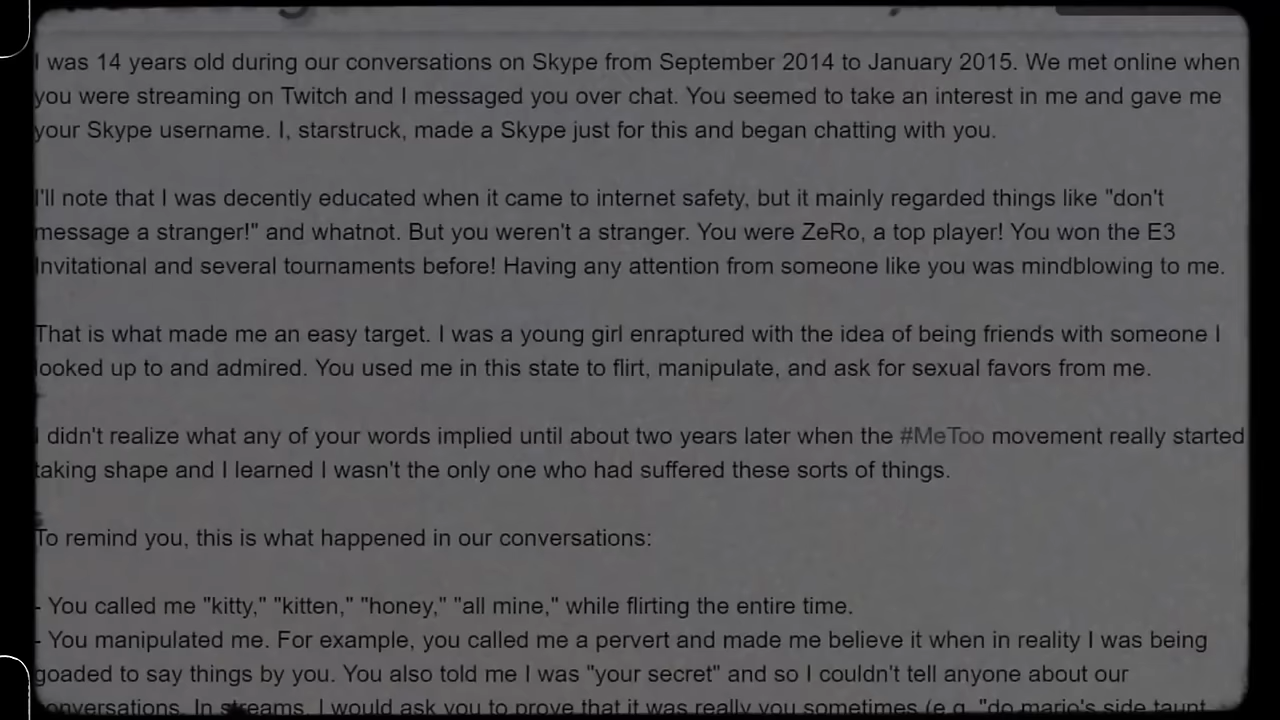 I was 14 years old during our conversations on Skype from September 2014 to January 2015. We met online when
you were streaming on Twitch and I messaged you over chat. You seemed to take an interest in me and gave me
your Skype username. I, starstruck, made a Skype just for this and began chatting with you.
I'll note that I was decently educated when it came to internet safety, but it mainly regarded things like "don't
message a stranger!" and whatnot. But you weren't a stranger. You were ZeRo, a top player! You won the E3
Invitational and several tournaments before! Having any attention from someone like you was mindblowing to me.
That is what made me an easy target. I was a young girl enraptured with the idea of being friends with someone I
looked up to and admired. You used me in this state to flirt, manipulate, and ask for sexual favors from me.
I didn't realize what any of your words implied until about two years later when the #MeToo movement really started
taking shape and I learned I wasn't the only one who had suffered these sorts of things.
To remind you, this is what happened in our conversations:
- You called me "kitty," "kitten," "honey," "all mine," while flirting the entire time.
- You manipulated me. For example, you called me a pervert and made me believe it when in reality I was being
goaded to say things by you. You also told me I was "your secret" and so I couldn't tell anyone about our
conversations. In streams, I would ask you to prove that it was really you sometimes (e.g. "do mario's side taunt